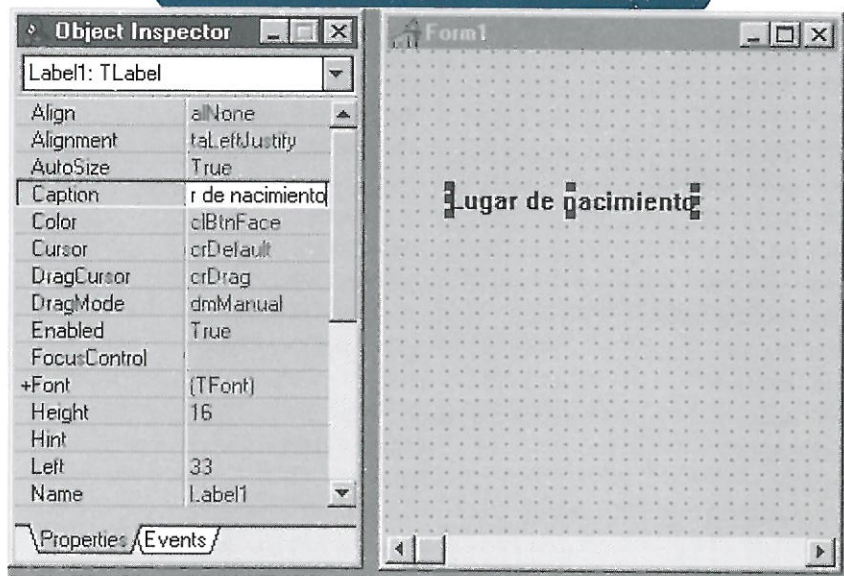 Object Inspector
Label1: TLabel
Align alNone
Alignment taLeftJustify
AutoSize True
Caption r de nacimiento
Color clBtnFace
Cursor crDefault
DragCursor crDrag
DragMode dmManual
Enabled True
FocusControl
+Font (TFont)
Height 16
Hint
Left 33
Name Label1
Properties Events
Form1
Lugar de nacimiento